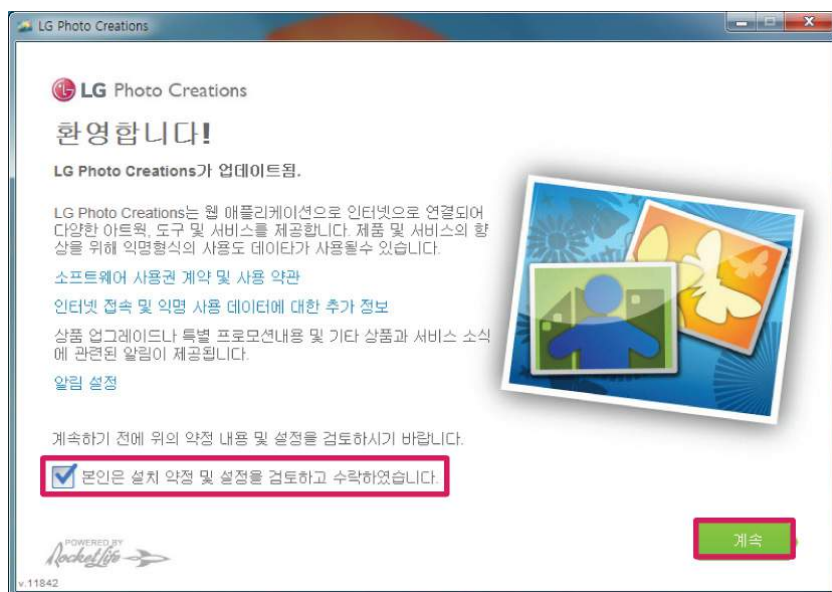 LG Photo Creations
LG Photo Creations
환영합니다!
LG Photo Creations가 업데이트됨.
LG Photo Creations는 웹 애플리케이션으로 인터넷으로 연결되어
다양한 아트웍, 도구 및 서비스를 제공합니다. 제품 및 서비스의 향
상을 위해 익명형식의 사용도 데이타가 사용될수 있습니다.
소프트웨어 사용권 계약 및 사용 약관
인터넷 접속 및 익명 사용 데이터에 대한 추가 정보
상품 업그레이드나 특별 프로모션내용 및 기타 상품과 서비스 소식
에 관련된 알림이 제공됩니다.
알림 설정
계속하기 전에 위의 약정 내용 및 설정을 검토하시기 바랍니다.
본인은 설치 약정 및 설정을 검토하고 수락하였습니다.
계속
POWERED BY
RocketLife
v.11842